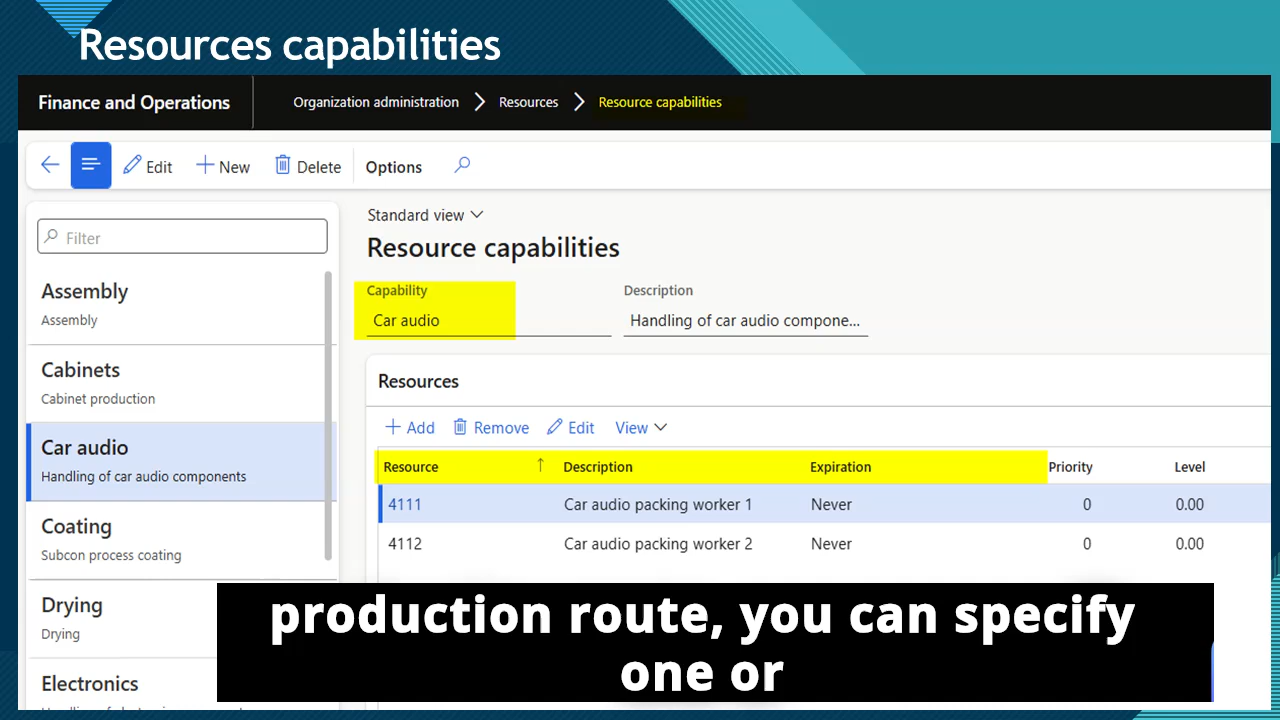 Resources capabilities
Finance and Operations
Organization administration > Resources > Resource capabilities
Edit New Delete Options
Filter
Assembly
Assembly
Cabinets
Cabinet production
Car audio
Handling of car audio components
Coating
Subcon process coating
Drying
Drying
Electronics
Standard view
Resource capabilities
Capability Description
Car audio Handling of car audio compone...
Resources
Add Remove Edit View
Resource Description Expiration Priority Level
4111 Car audio packing worker 1 Never 0 0.00
4112 Car audio packing worker 2 Never 0 0.00
production route, you can specify
one or